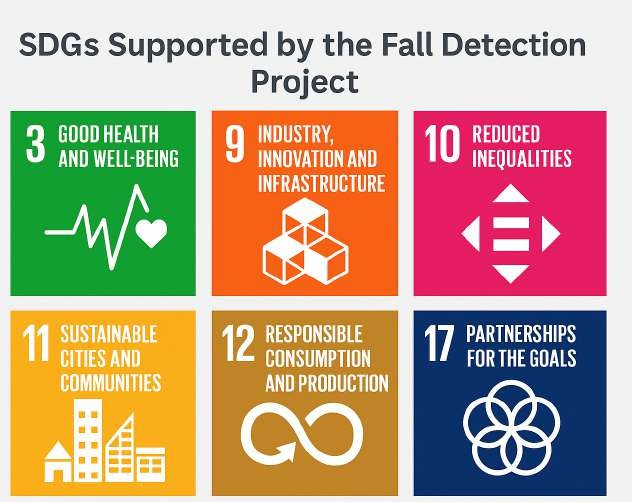 SDGs Supported by the Fall Detection
Project
3 GOOD HEALTH
AND WELL-BEING
9 INDUSTRY,
INNOVATION AND
INFRASTRUCTURE
10 REDUCED
INEQUALITIES
11 SUSTAINABLE
CITIES AND
COMMUNITIES
12 RESPONSIBLE
CONSUMPTION
AND PRODUCTION
17 PARTNERSHIPS
FOR THE GOALS